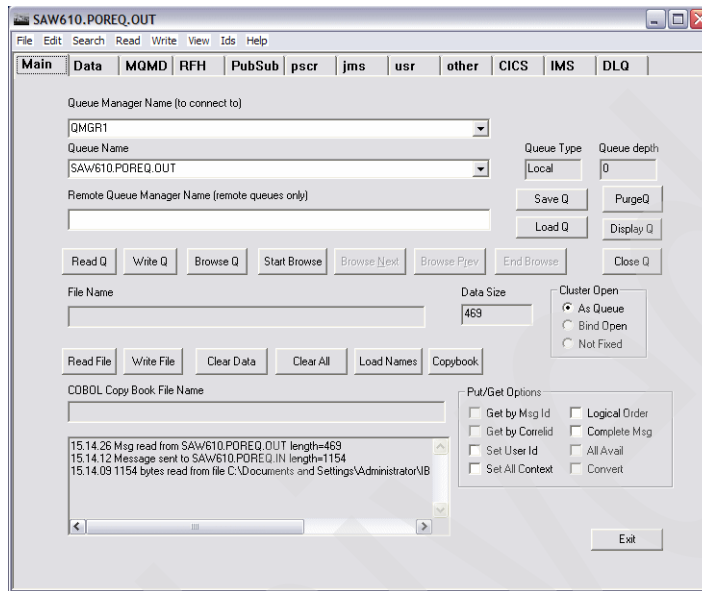 SAW610.POREQ.OUT
File Edit Search Read Write View Ids Help
Main Data MQMD RFH PubSub pscr jms usr other CICS IMS DLQ
Queue Manager Name (to connect to)
QMGR1
Queue Name Queue Type Queue depth
SAW610.POREQ.OUT Local 0
Remote Queue Manager Name (remote queues only) Save Q PurgeQ
Load Q Display Q
Read Q Write Q Browse Q Start Browse Browse Next Browse Prev End Browse Close Q
File Name Data Size Cluster Open
469 As Queue
Bind Open
Not Fixed
Read File Write File Clear Data Clear All Load Names Copybook
COBOL Copy Book File Name Put/Get Options
Get by Msg Id Logical Order
Get by Correlid Complete Msg
Set User Id All Avail
Set All Context Convert
15.14.26 Msg read from SAW610.POREQ.OUT length=469
15.14.12 Message sent to SAW610.POREQ.IN length=1154
15.14.09 1154 bytes read from file C:\Documents and Settings\Administrator\IB
Exit